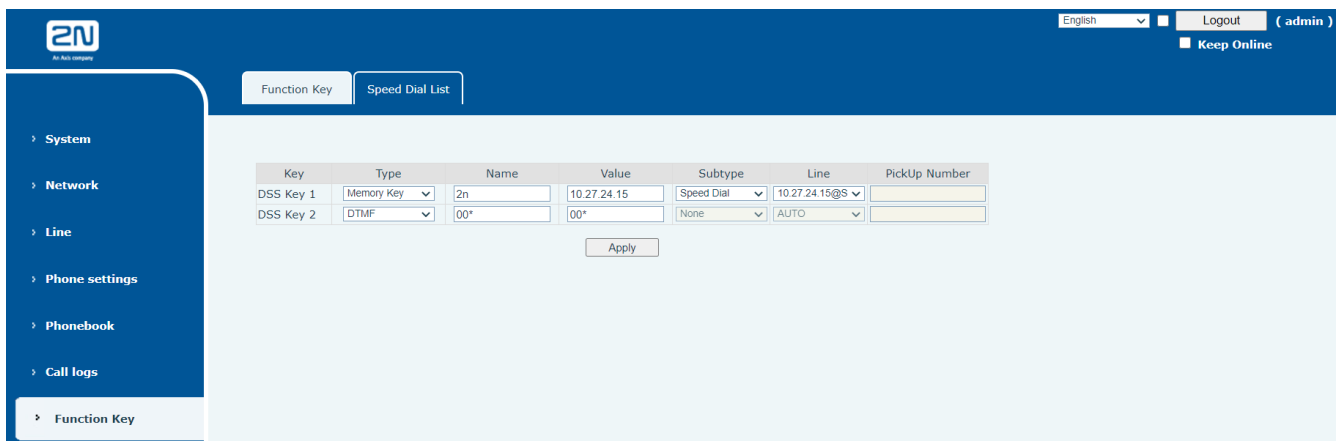 2N
An Axis company
English Logout ( admin )
Keep Online
Function Key Speed Dial List
System
Network
Line
Phone settings
Phonebook
Call logs
Function Key
Key Type Name Value Subtype Line PickUp Number
DSS Key 1 Memory Key 2n 10.27.24.15 Speed Dial 10.27.24.15@S
DSS Key 2 DTMF 00* 00* None AUTO
Apply